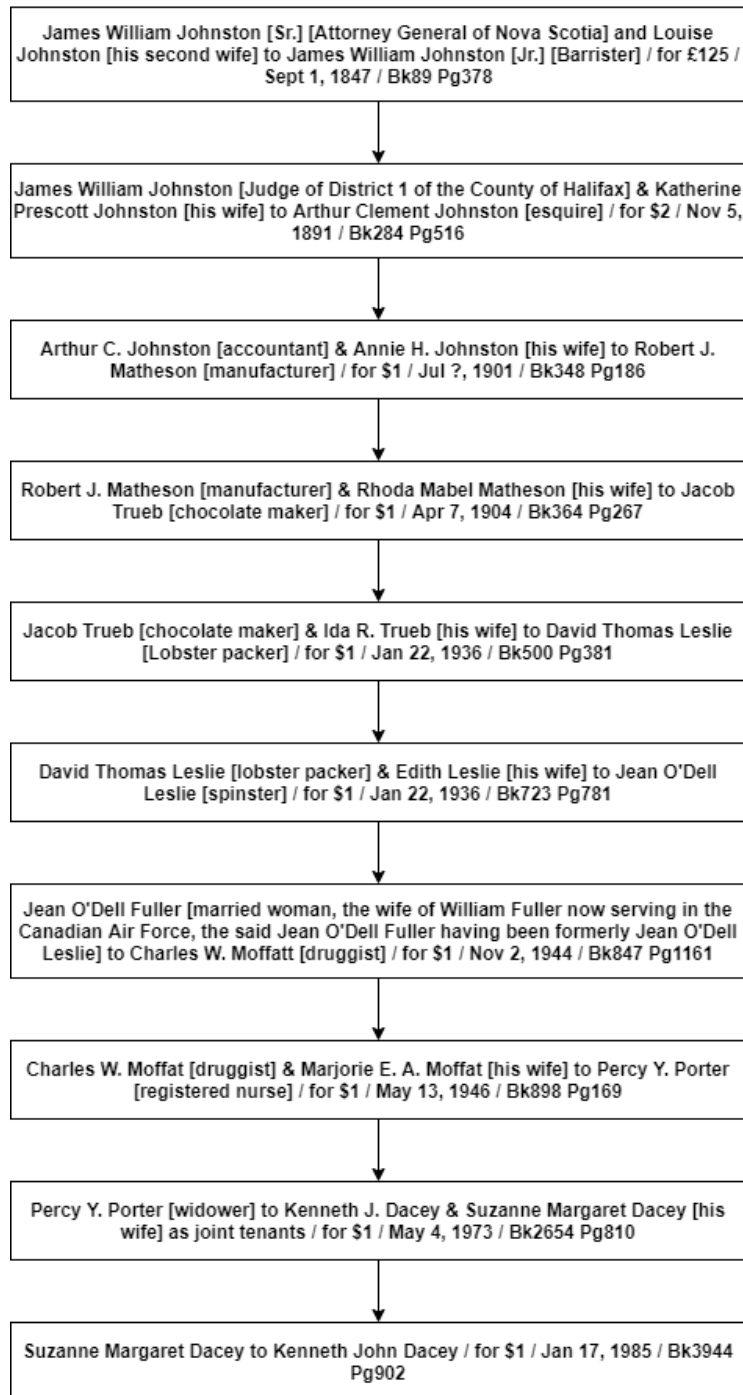 James William Johnston [Sr.] [Attorney General of Nova Scotia] and Louise
Johnston [his second wife] to James William Johnston [Jr.] [Barrister] / for £125 /
Sept 1, 1847 / Bk89 Pg378
James William Johnston [Judge of District 1 of the County of Halifax] & Katherine
Prescott Johnston [his wife] to Arthur Clement Johnston [esquire] / for $2 / Nov 5,
1891 / Bk284 Pg516
Arthur C. Johnston [accountant] & Annie H. Johnston [his wife] to Robert J.
Matheson [manufacturer] / for $1 / Jul ?, 1901 / Bk348 Pg186
Robert J. Matheson [manufacturer] & Rhoda Mabel Matheson [his wife] to Jacob
Trueb [chocolate maker] / for $1 / Apr 7, 1904 / Bk364 Pg267
Jacob Trueb [chocolate maker] & Ida R. Trueb [his wife] to David Thomas Leslie
[Lobster packer] / for $1 / Jan 22, 1936 / Bk500 Pg381
David Thomas Leslie [lobster packer] & Edith Leslie [his wife] to Jean O'Dell
Leslie [spinster] / for $1 / Jan 22, 1936 / Bk723 Pg781
Jean O'Dell Fuller [married woman, the wife of William Fuller now serving in the
Canadian Air Force, the said Jean O'Dell Fuller having been formerly Jean O'Dell
Leslie] to Charles W. Moffatt [druggist] / for $1 / Nov 2, 1944 / Bk847 Pg1161
Charles W. Moffat [druggist] & Marjorie E. A. Moffat [his wife] to Percy Y. Porter
[registered nurse] / for $1 / May 13, 1946 / Bk898 Pg169
Percy Y. Porter [widower] to Kenneth J. Dacey & Suzanne Margaret Dacey [his
wife] as joint tenants / for $1 / May 4, 1973 / Bk2654 Pg810
Suzanne Margaret Dacey to Kenneth John Dacey / for $1 / Jan 17, 1985 / Bk3944
Pg902